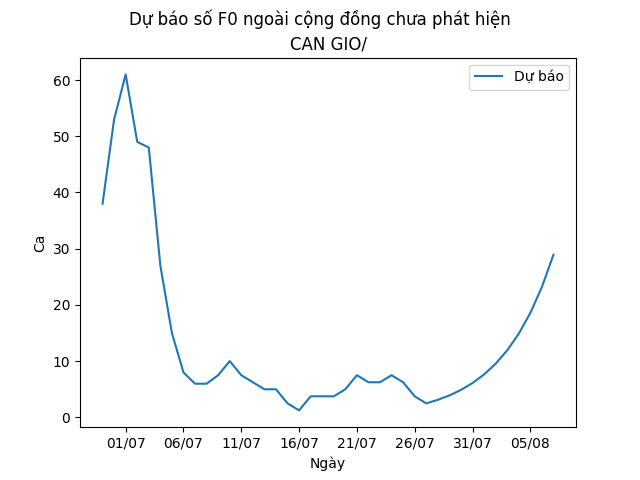 Dự báo số F0 ngoài cộng đồng chưa phát hiện
CAN GIO/
Dự báo
60
50
40
30
20
10
0
Ca
01/07 06/07 11/07 16/07 21/07 26/07 31/07 05/08
Ngày